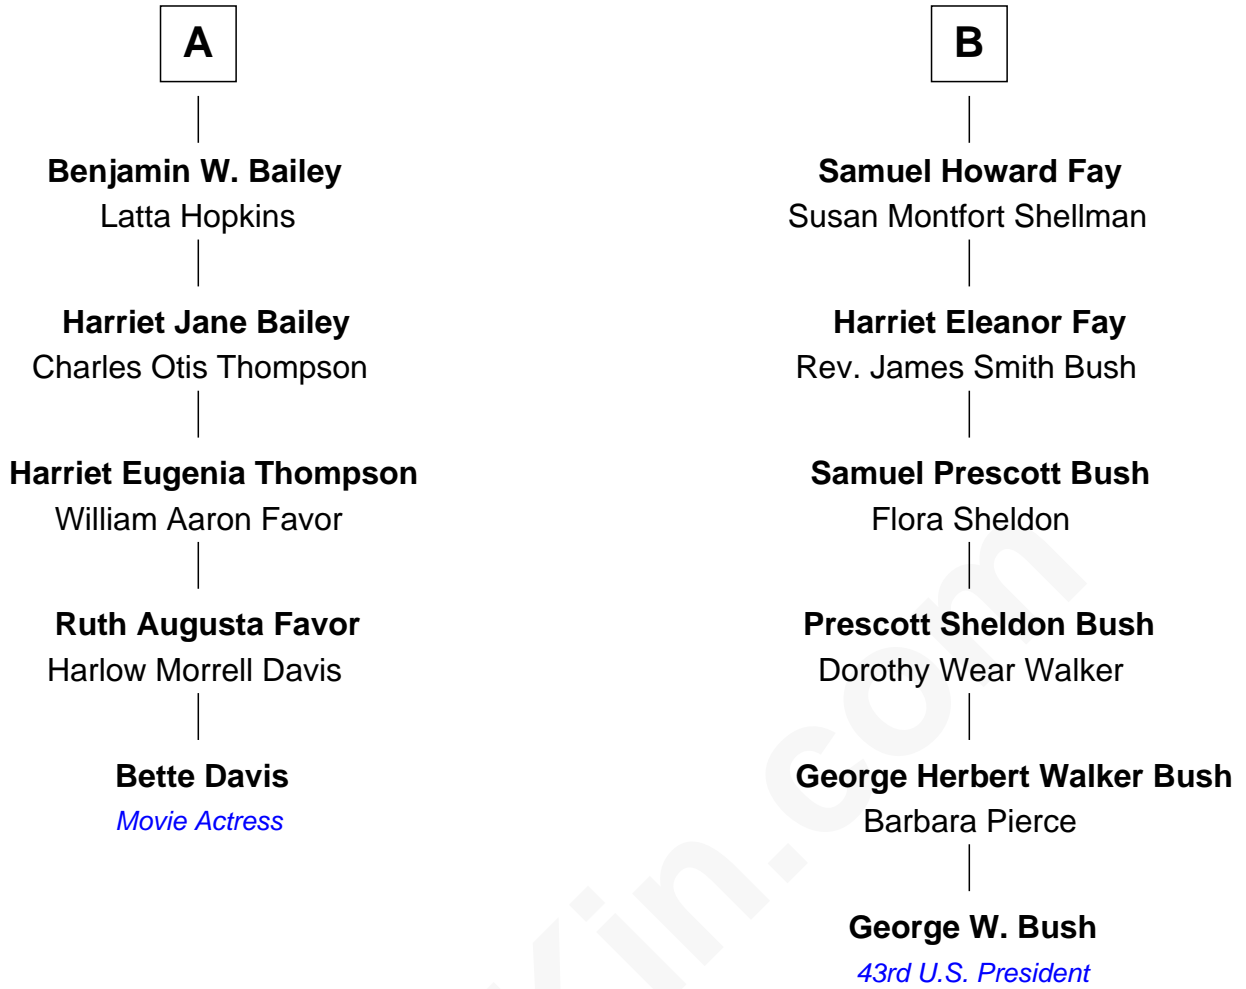 A
Benjamin W. Bailey
Latta Hopkins
Harriet Jane Bailey
Charles Otis Thompson
Harriet Eugenia Thompson
William Aaron Favor
Ruth Augusta Favor
Harlow Morrell Davis
Bette Davis
Movie Actress
B
Samuel Howard Fay
Susan Montfort Shellman
Harriet Eleanor Fay
Rev. James Smith Bush
Samuel Prescott Bush
Flora Sheldon
Prescott Sheldon Bush
Dorothy Wear Walker
George Herbert Walker Bush
Barbara Pierce
George W. Bush
43rd U.S. President
Kin.com